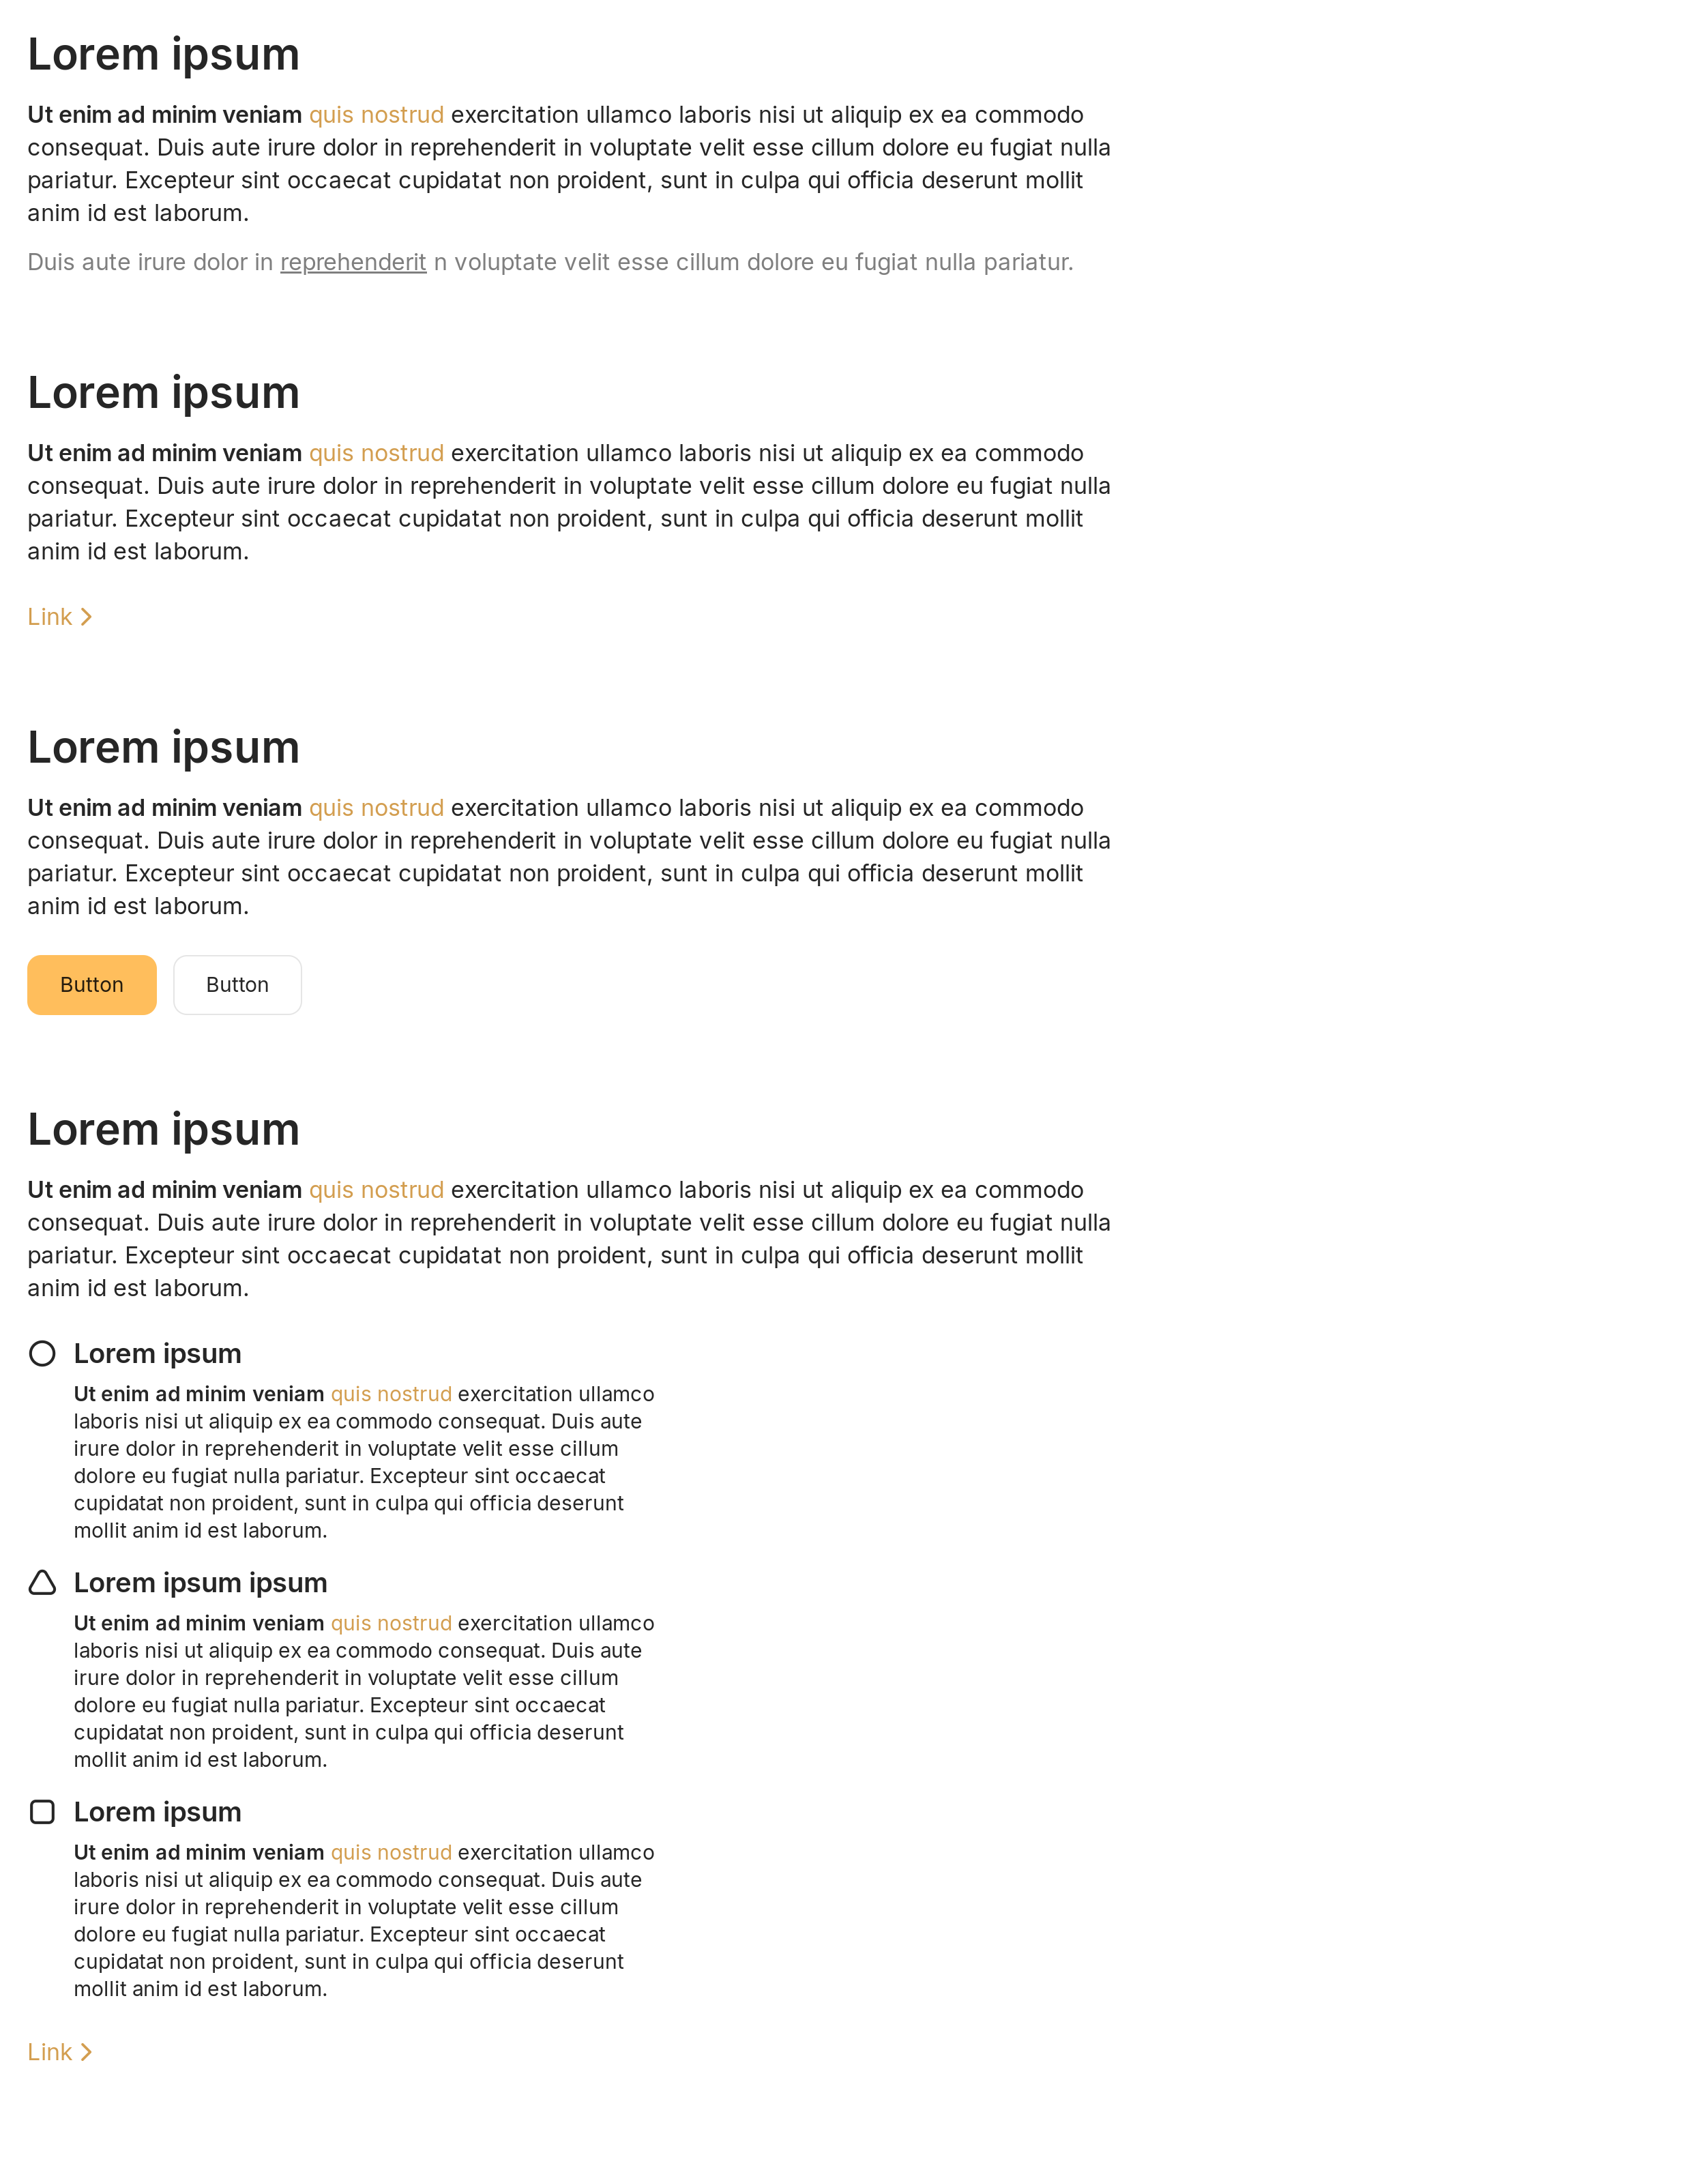 Lorem ipsum
Ut enim ad minim veniam quis nostrud exercitation ullamco laboris nisi ut aliquip ex ea commodo
consequat. Duis aute irure dolor in reprehenderit in voluptate velit esse cillum dolore eu fugiat nulla
pariatur. Excepteur sint occaecat cupidatat non proident, sunt in culpa qui officia deserunt mollit
anim id est laborum.
Duis aute irure dolor in reprehenderit n voluptate velit esse cillum dolore eu fugiat nulla pariatur.
Lorem ipsum
Ut enim ad minim veniam quis nostrud exercitation ullamco laboris nisi ut aliquip ex ea commodo
consequat. Duis aute irure dolor in reprehenderit in voluptate velit esse cillum dolore eu fugiat nulla
pariatur. Excepteur sint occaecat cupidatat non proident, sunt in culpa qui officia deserunt mollit
anim id est laborum.
Link
Lorem ipsum
Ut enim ad minim veniam quis nostrud exercitation ullamco laboris nisi ut aliquip ex ea commodo
consequat. Duis aute irure dolor in reprehenderit in voluptate velit esse cillum dolore eu fugiat nulla
pariatur. Excepteur sint occaecat cupidatat non proident, sunt in culpa qui officia deserunt mollit
anim id est laborum.
Button Button
Lorem ipsum
Ut enim ad minim veniam quis nostrud exercitation ullamco laboris nisi ut aliquip ex ea commodo
consequat. Duis aute irure dolor in reprehenderit in voluptate velit esse cillum dolore eu fugiat nulla
pariatur. Excepteur sint occaecat cupidatat non proident, sunt in culpa qui officia deserunt mollit
anim id est laborum.
Lorem ipsum
Ut enim ad minim veniam quis nostrud exercitation ullamco
laboris nisi ut aliquip ex ea commodo consequat. Duis aute
irure dolor in reprehenderit in voluptate velit esse cillum
dolore eu fugiat nulla pariatur. Excepteur sint occaecat
cupidatat non proident, sunt in culpa qui officia deserunt
mollit anim id est laborum.
Lorem ipsum ipsum
Ut enim ad minim veniam quis nostrud exercitation ullamco
laboris nisi ut aliquip ex ea commodo consequat. Duis aute
irure dolor in reprehenderit in voluptate velit esse cillum
dolore eu fugiat nulla pariatur. Excepteur sint occaecat
cupidatat non proident, sunt in culpa qui officia deserunt
mollit anim id est laborum.
Lorem ipsum
Ut enim ad minim veniam quis nostrud exercitation ullamco
laboris nisi ut aliquip ex ea commodo consequat. Duis aute
irure dolor in reprehenderit in voluptate velit esse cillum
dolore eu fugiat nulla pariatur. Excepteur sint occaecat
cupidatat non proident, sunt in culpa qui officia deserunt
mollit anim id est laborum.
Link